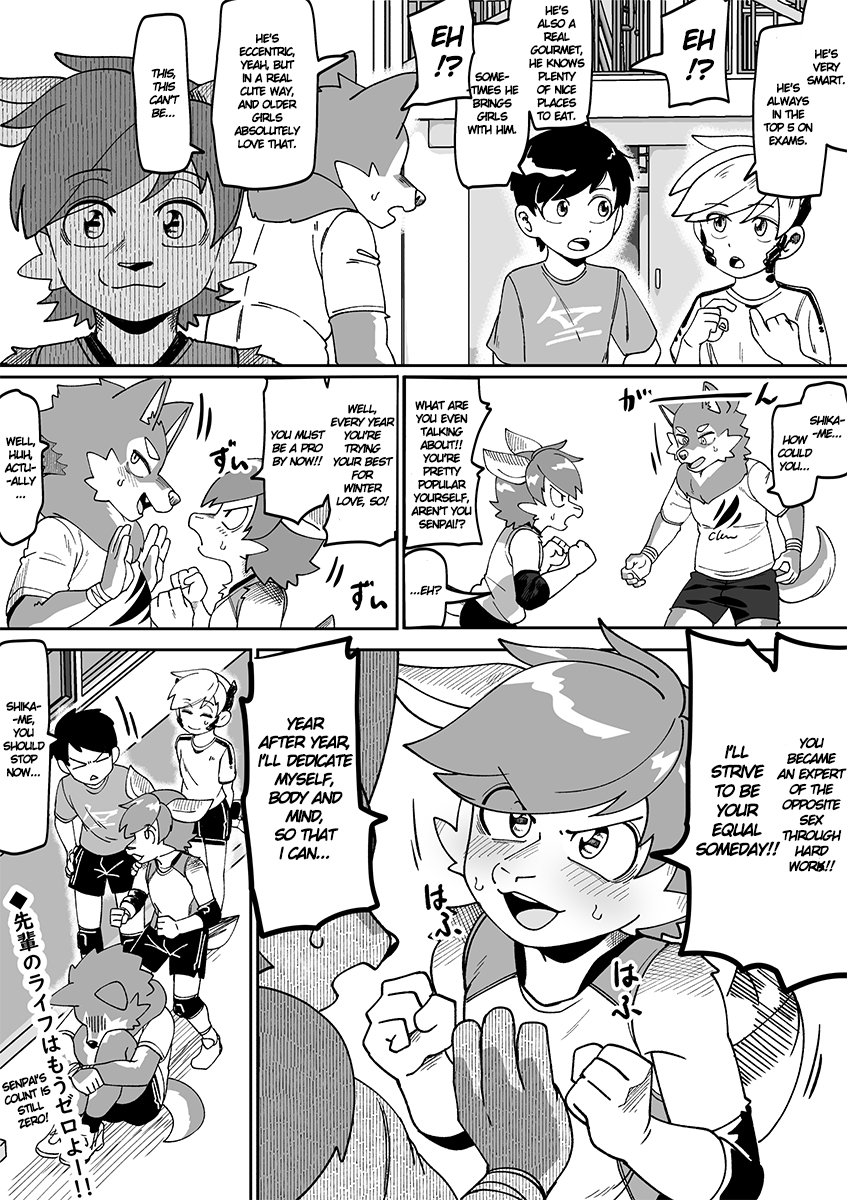 HE'S
VERY
SMART.
HE'S
ALWAYS
IN THE
TOP 5 ON
EXAMS.
EH
!?
HE'S
ALSO A
REAL
GOURMET,
HE KNOWS
PLENTY
OF NICE
PLACES
TO EAT.
SOME-
TIMES HE
BRINGS
GIRLS
WITH HIM.
EH
!?
HE'S
ECCENTRIC,
YEAH, BUT
IN A REAL
CUTE WAY,
AND OLDER
GIRLS
ABSOLUTELY
LOVE THAT.
THIS,
THIS
CAN'T
BE...
SHIKA-
-ME...
HOW
COULD
YOU...
がーん
Clen
WHAT ARE
YOU EVEN
TALKING
ABOUT!!
YOU'RE
PRETTY
POPULAR
YOURSELF,
AREN'T YOU
SENPAI!?
...EH?
WELL,
EVERY YEAR
YOU'RE
TRYING
YOUR BEST
FOR
WINTER
LOVE, SO!
YOU MUST
BE A PRO
BY NOW!!
ずぃ
ずぃ
WELL,
HUH,
ACTU-
-ALLY
...
YOU
BECAME
AN EXPERT
OF THE
OPPOSITE
SEX
THROUGH
HARD
WORK!!
I'LL
STRIVE
TO BE
YOUR
EQUAL
SOMEDAY!!
YEAR
AFTER YEAR,
I'LL DEDICATE
MYSELF,
BODY AND
MIND,
SO THAT
I CAN...
はふ
はふ
SHIKA-
-ME, YOU
SHOULD
STOP
NOW...
◆先輩のライフはもうゼロよー!!
SENPAI'S
COUNT IS
STILL
ZERO!